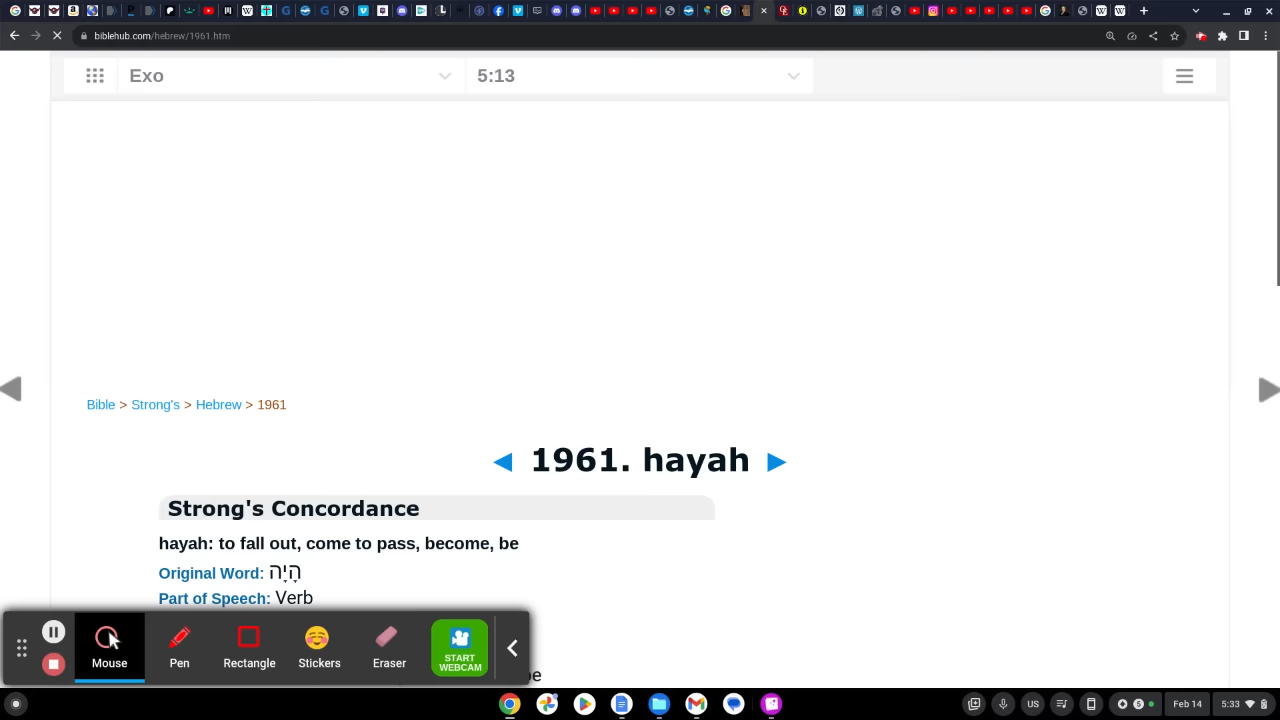 biblehub.com/hebrew/1961.htm
Exo
5:13
Bible > Strong's > Hebrew > 1961
◄ 1961. hayah ►
Strong's Concordance
hayah: to fall out, come to pass, become, be
Original Word: הָיָה
Part of Speech: Verb
be
Mouse
Pen
Rectangle
Stickers
Eraser
START
WEBCAM
US
5
Feb 14
5:33